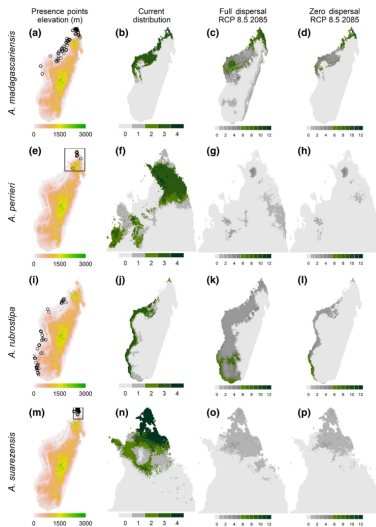 Presence points
elevation (m)
Current
distribution
Full dispersal
RCP 8.5 2085
Zero dispersal
RCP 8.5 2085
A. madagascariensis
(a)
(b)
(c)
(d)
0 1500 3000
0 1 2 3 4
0 2 4 6 8 10 12
0 2 4 6 8 10 12
A. perrieri
(e)
(f)
(g)
(h)
0 1500 3000
0 1 2 3 4
0 2 4 6 8 10 12
0 2 4 6 8 10 12
A. rubrostipa
(i)
(j)
(k)
(l)
0 1500 3000
0 1 2 3 4
0 2 4 6 8 10 12
0 2 4 6 8 10 12
A. suarezensis
(m)
(n)
(o)
(p)
0 1500 3000
0 1 2 3 4
0 2 4 6 8 10 12
0 2 4 6 8 10 12